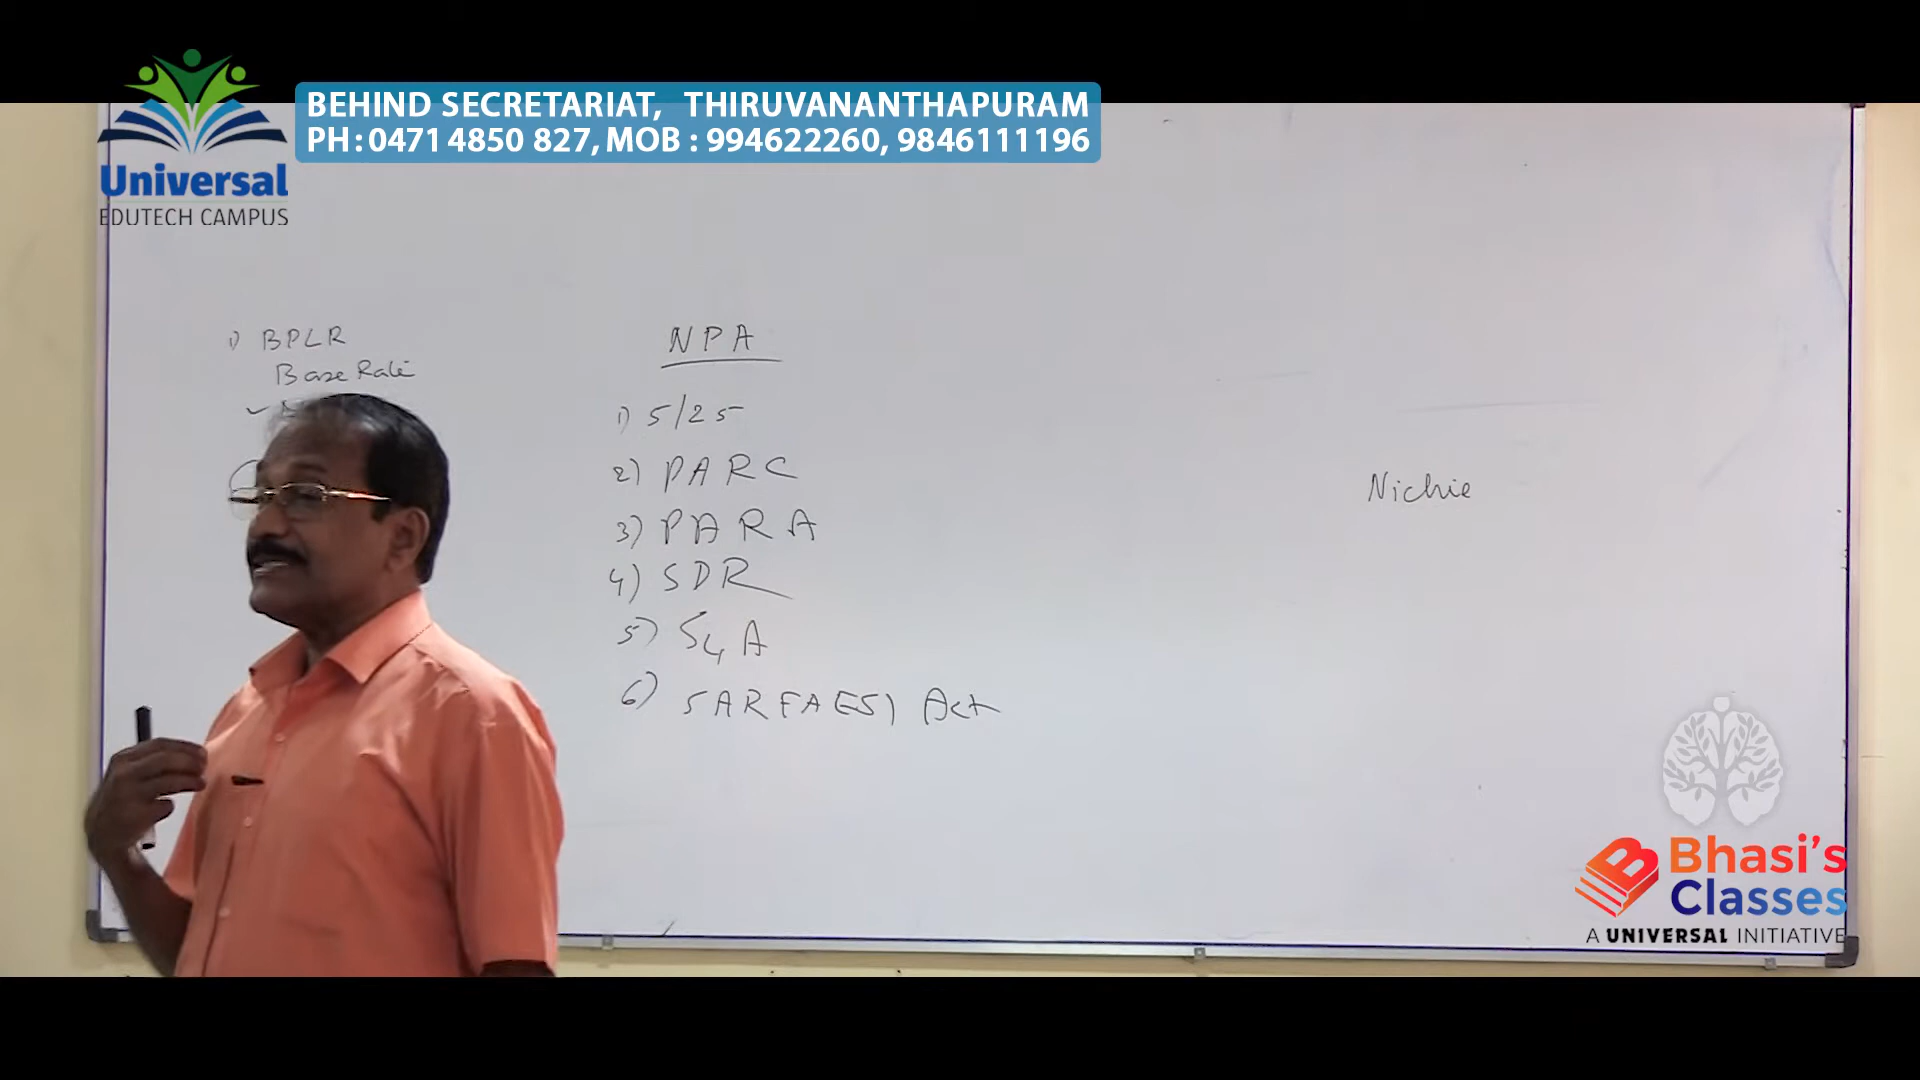 BEHIND SECRETARIAT, THIRUVANANTHAPURAM
PH : 0471 4850 827, MOB : 994622260, 9846111196
Universal
EDUTECH CAMPUS
1) BPLR
Base Rate
NPA
1) 5/25
2) PARC
3) PARA
4) SDR
5) S4A
6) SARFAESI Act
Nichie
Bhasi's
Classes
A UNIVERSAL INITIATIVE